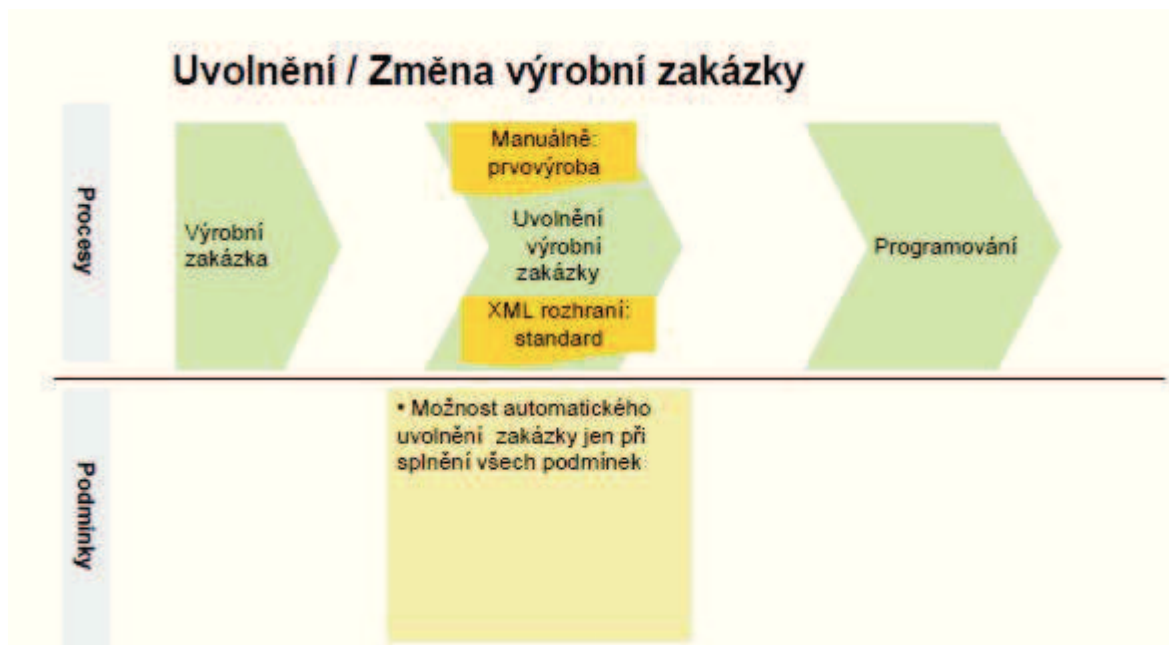 Uvolnění / Změna výrobní zakázky
Procesy
Výrobní
zakázka
Manuálně:
prvovýroba
Uvolnění
výrobní
zakázky
XML rozhraní:
standard
Programování
Podmínky
• Možnost automatického
uvolnění zakázky jen při
splnění všech podmínek